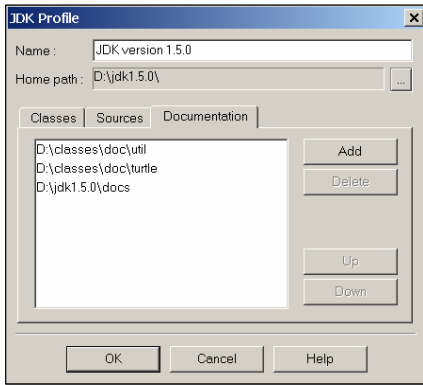 JDK Profile
Name : JDK version 1.5.0
Home path : D:\jdk1.5.0\ ...
Classes Sources Documentation
D:\classes\doc\util
D:\classes\doc\turtle
D:\jdk1.5.0\docs
Add
Delete
Up
Down
OK Cancel Help